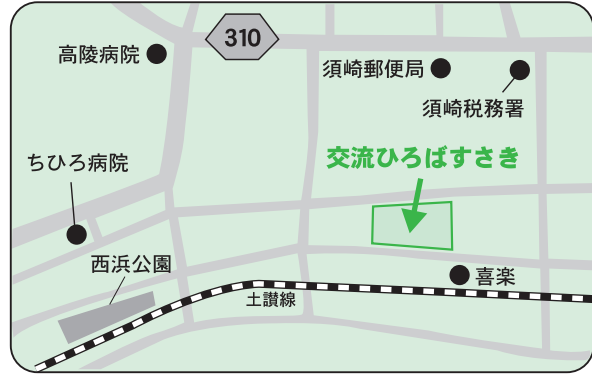 310
高陵病院
須崎郵便局
須崎税務署
交流ひろばすさき
ちひろ病院
西浜公園
喜楽
土讃線